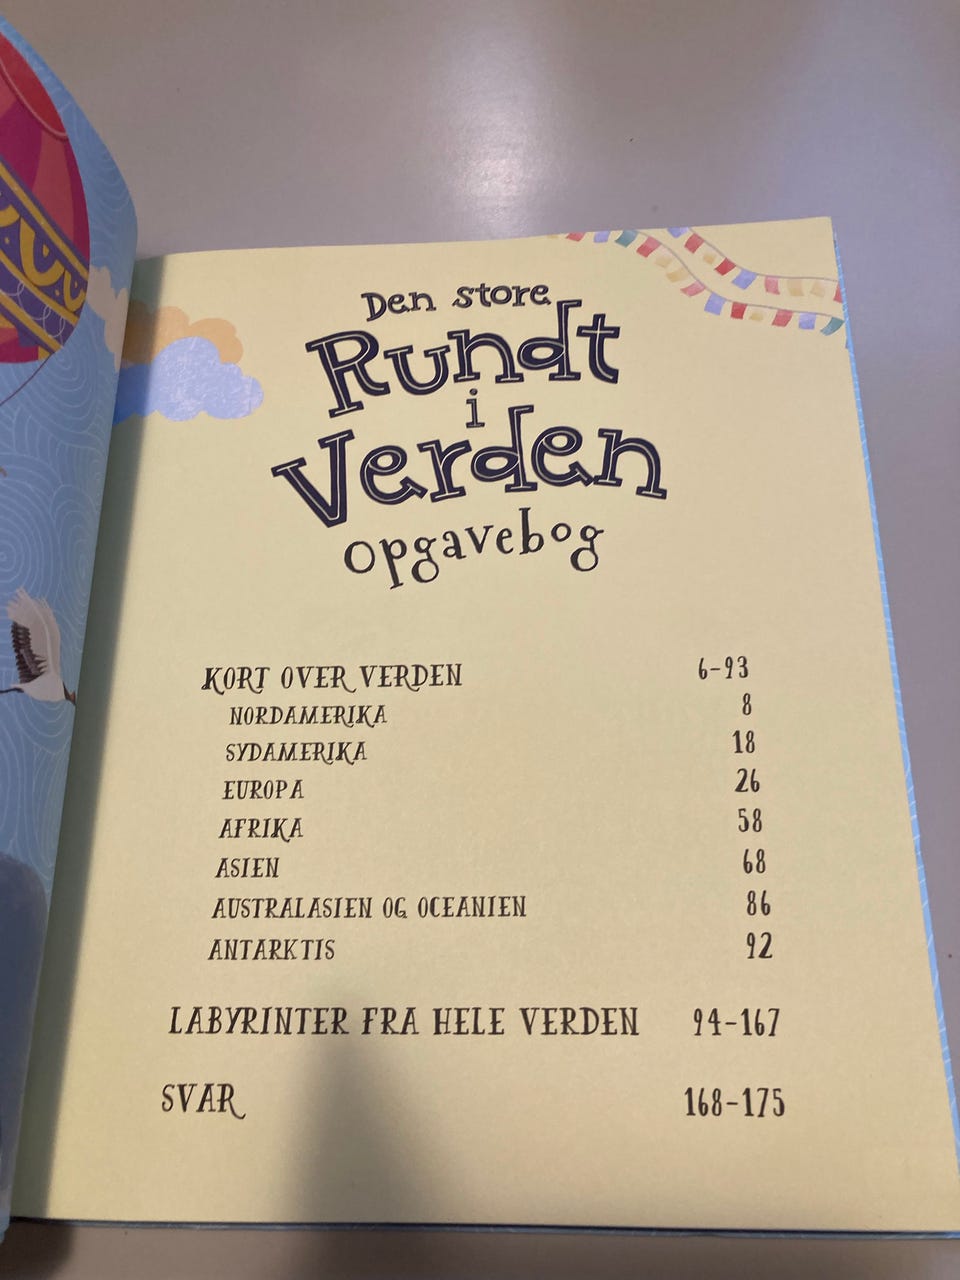 Den store
Rundt
i
Verden
opgavebog
KORT OVER VERDEN 6-93
NORDAMERIKA 8
SYDAMERIKA 18
EUROPA 26
AFRIKA 58
ASIEN 68
AUSTRALASIEN OG OCEANIEN 86
ANTARKTIS 92
LABYRINTER FRA HELE VERDEN 94-167
SVAR 168-175